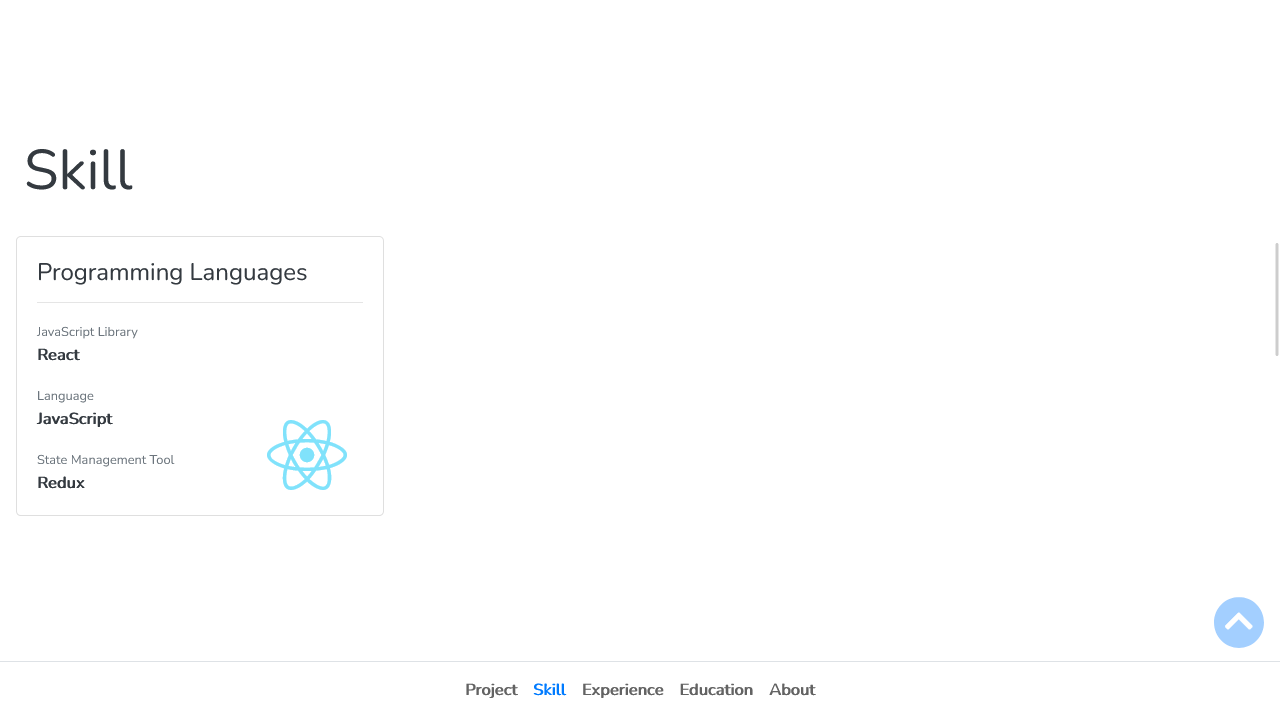 Skill
Programming Languages
JavaScript Library
React
Language
JavaScript
State Management Tool
Redux
Project Skill Experience Education About